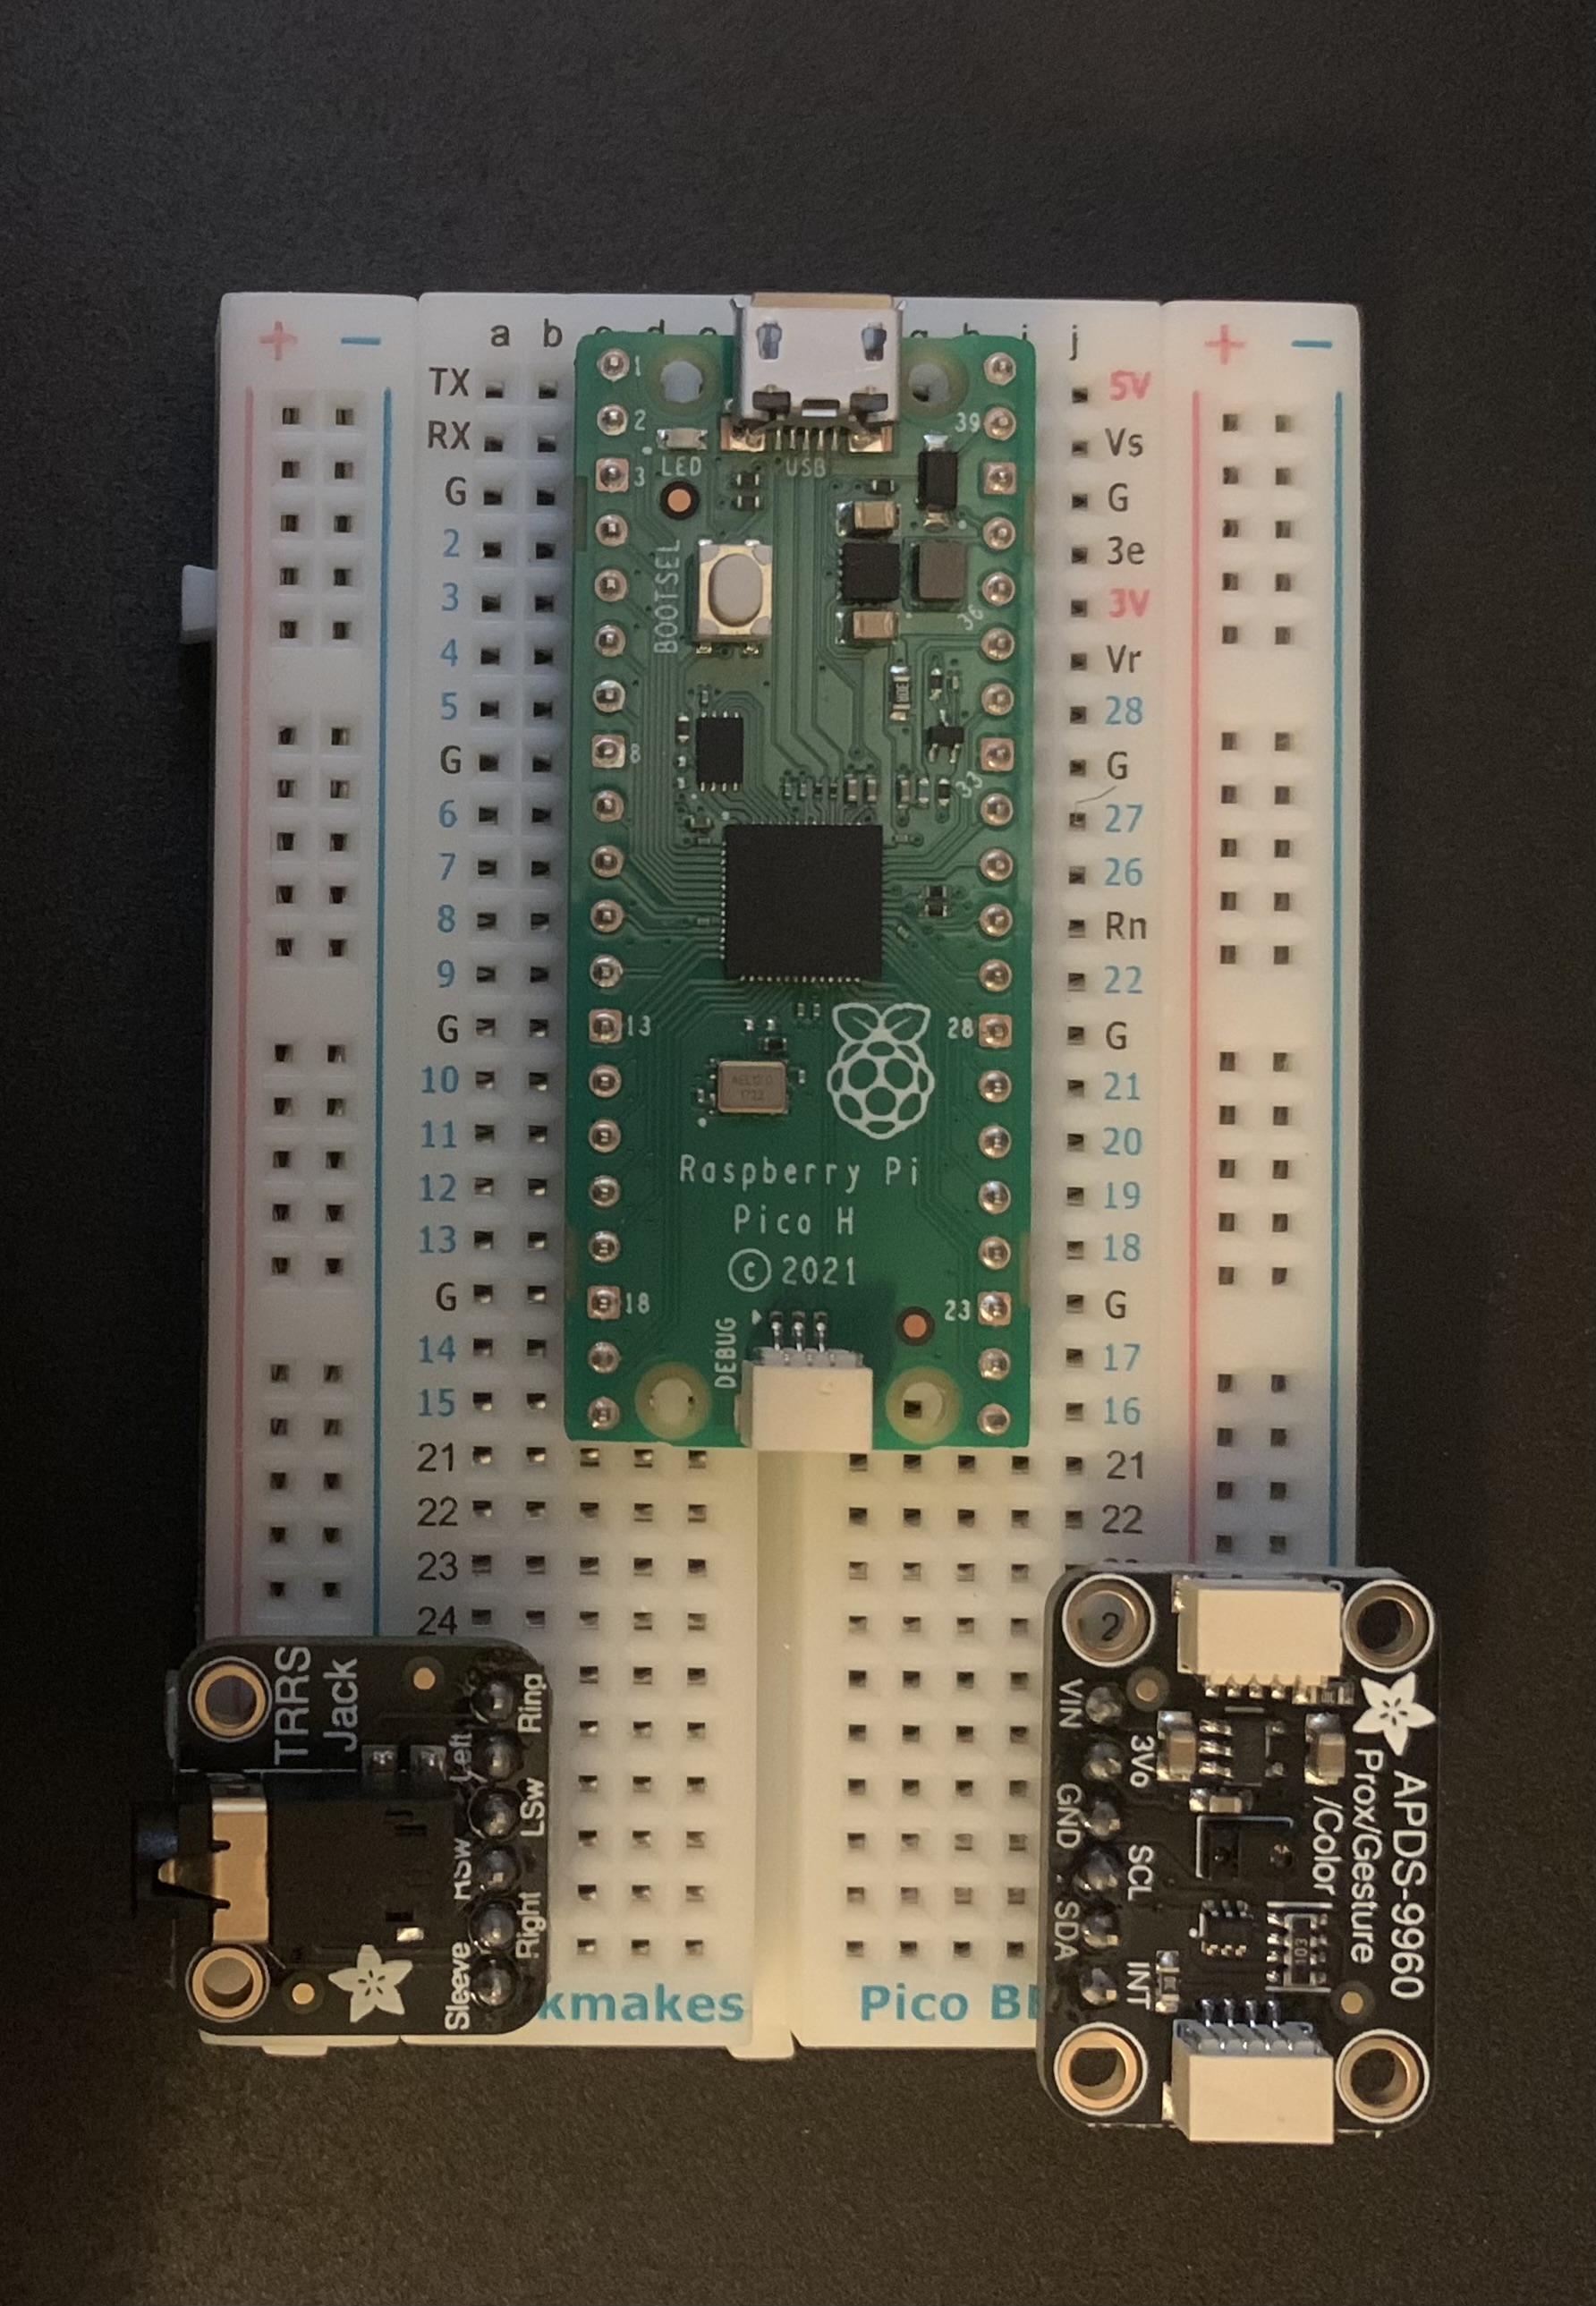 + − a b j + −
TX 1 5V
RX 2 39 Vs
G 3 LED USB G
2 3e
3 BOOTSEL 36 3V
4 Vr
5 28
G 8 G
6 33 27
7 26
8 Rn
9 22
G 13 28 G
10 21
11 20
12 Raspberry Pi 19
13 Pico H 18
© 2021
G 18 DEBUG 23 G
14 17
15 16
21 21
22 22
23
24
TRRS
Jack
Ring
Left
LSw
RSw
Right
Sleeve
2
VIN
3Vo
GND
SCL
SDA
INT
APDS-9960
Prox/Gesture
/Color
103
kmakes Pico B